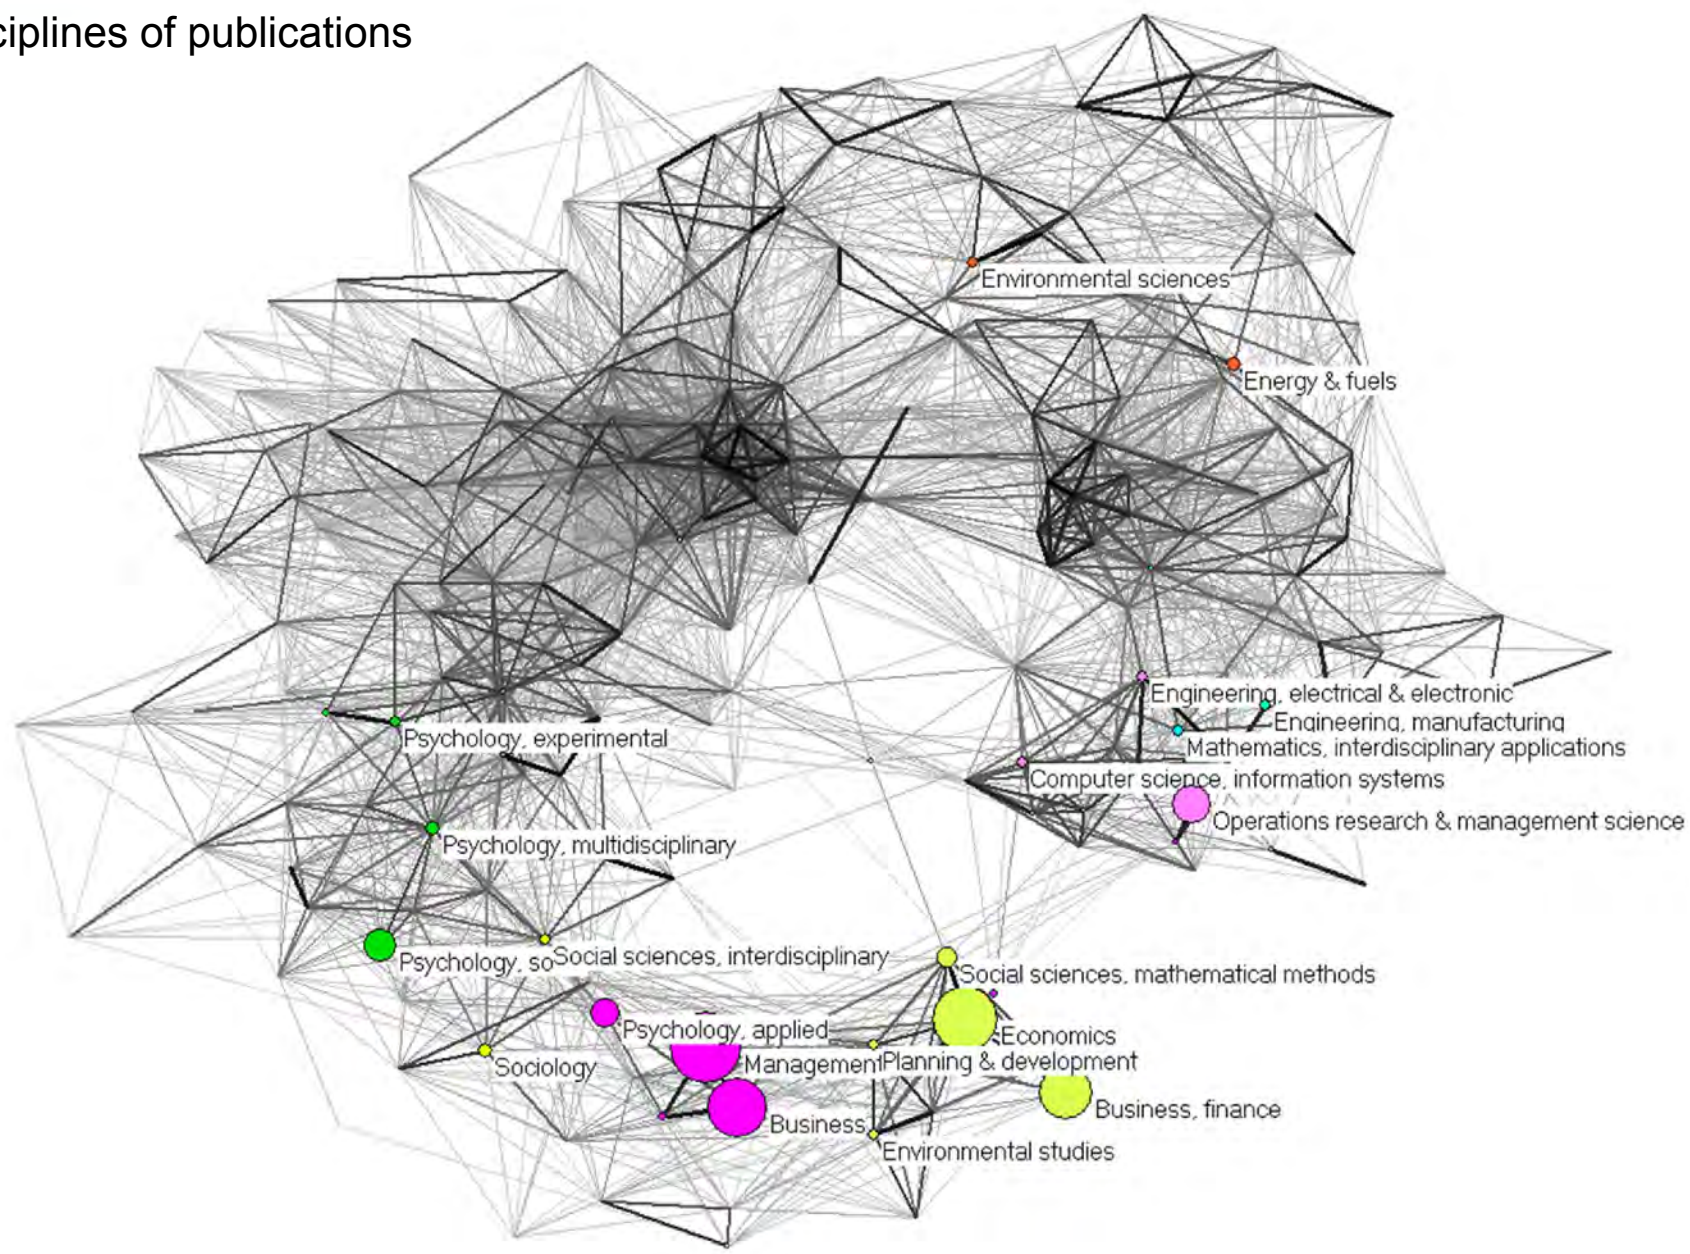 ciplines of publications
Environmental sciences
Energy & fuels
Engineering, electrical & electronic
Engineering, manufacturing
Psychology, experimental
Mathematics, interdisciplinary applications
Computer science, information systems
Operations research & management science
Psychology, multidisciplinary
Social sciences, interdisciplinary
Psychology, so
Social sciences, mathematical methods
Psychology, applied
Economics
Management
Planning & development
Sociology
Business, finance
Business
Environmental studies